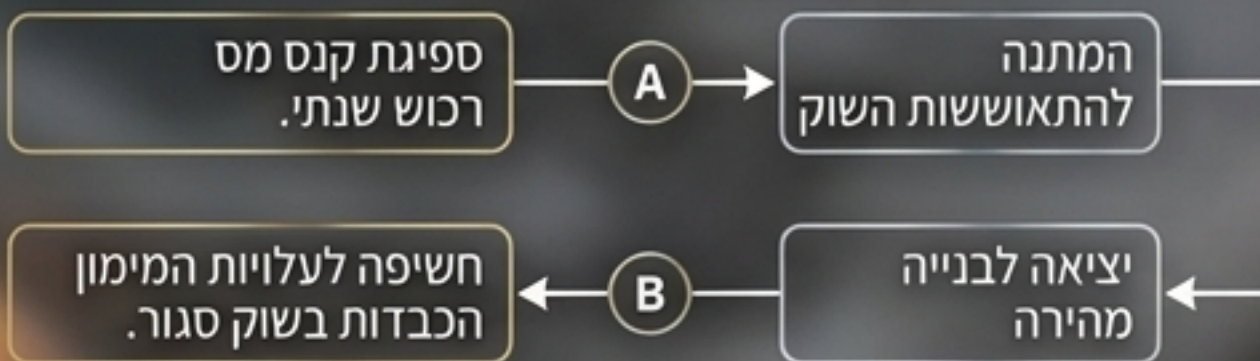 ספיגת קנס מס
רכוש שנתי.
A
המתנה
להתאוששות השוק
חשיפה לעלויות המימון
הכבדות בשוק סגור.
B
יציאה לבנייה
מהירה